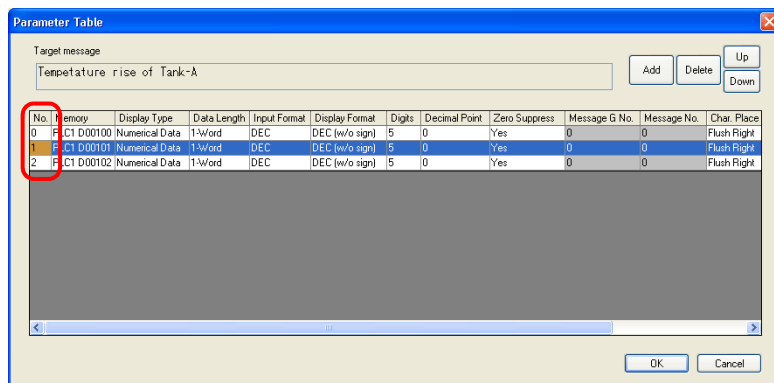 Parameter Table
Target message
Tempetature rise of Tank-A
Add Delete Up Down
No. Memory Display Type Data Length Input Format Display Format Digits Decimal Point Zero Suppress Message G No. Message No. Char. Place
0 PLC1 D00100 Numerical Data 1-Word DEC DEC (w/o sign) 5 0 Yes 0 0 Flush Right
1 PLC1 D00101 Numerical Data 1-Word DEC DEC (w/o sign) 5 0 Yes 0 0 Flush Right
2 PLC1 D00102 Numerical Data 1-Word DEC DEC (w/o sign) 5 0 Yes 0 0 Flush Right
OK Cancel